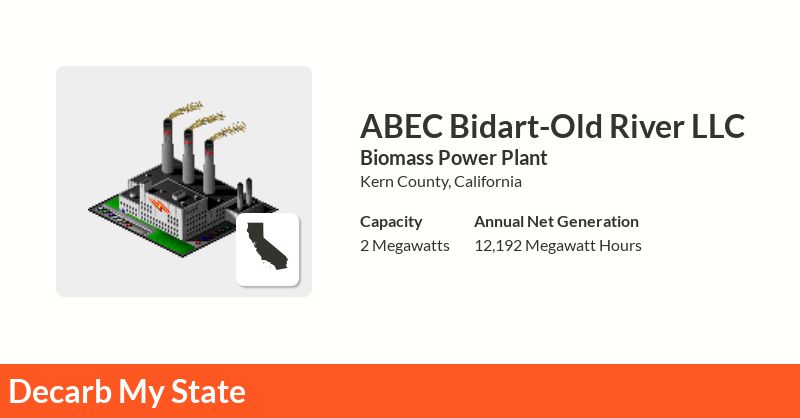 ABEC Bidart-Old River LLC
Biomass Power Plant
Kern County, California
Capacity
Annual Net Generation
2 Megawatts
12,192 Megawatt Hours
Decarb My State